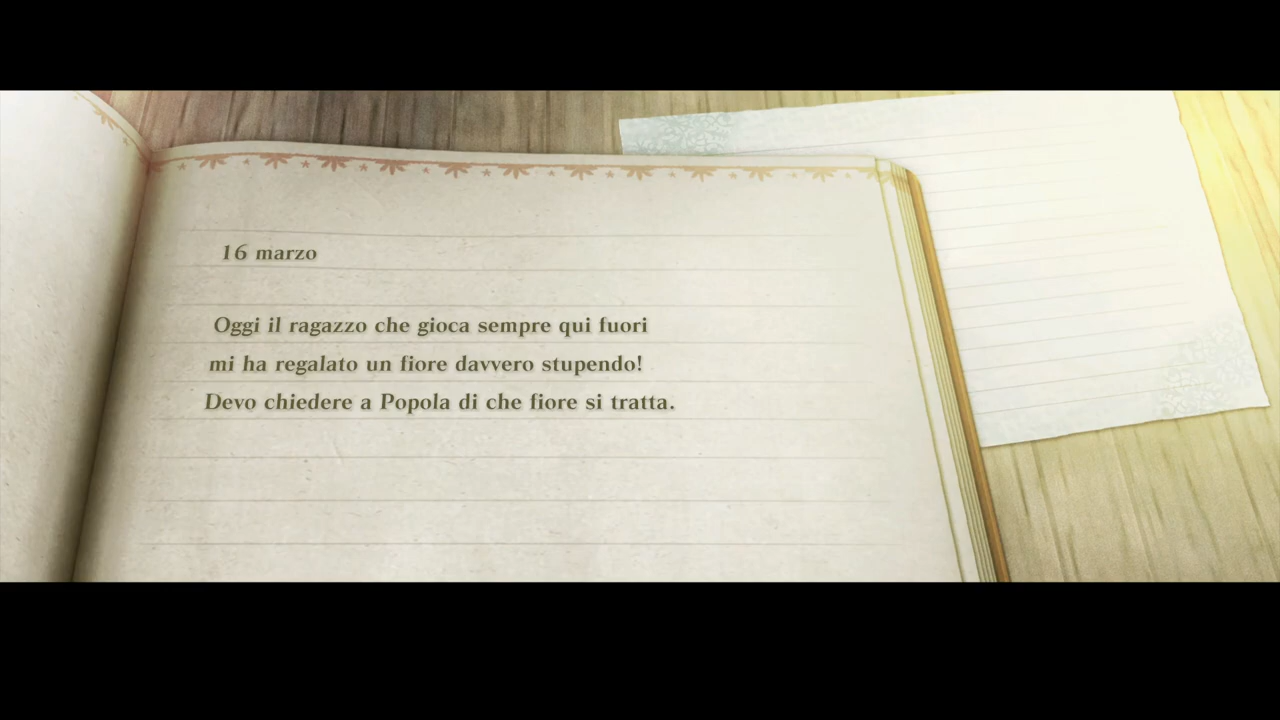 16 marzo
Oggi il ragazzo che gioca sempre qui fuori
mi ha regalato un fiore davvero stupendo!
Devo chiedere a Popola di che fiore si tratta.